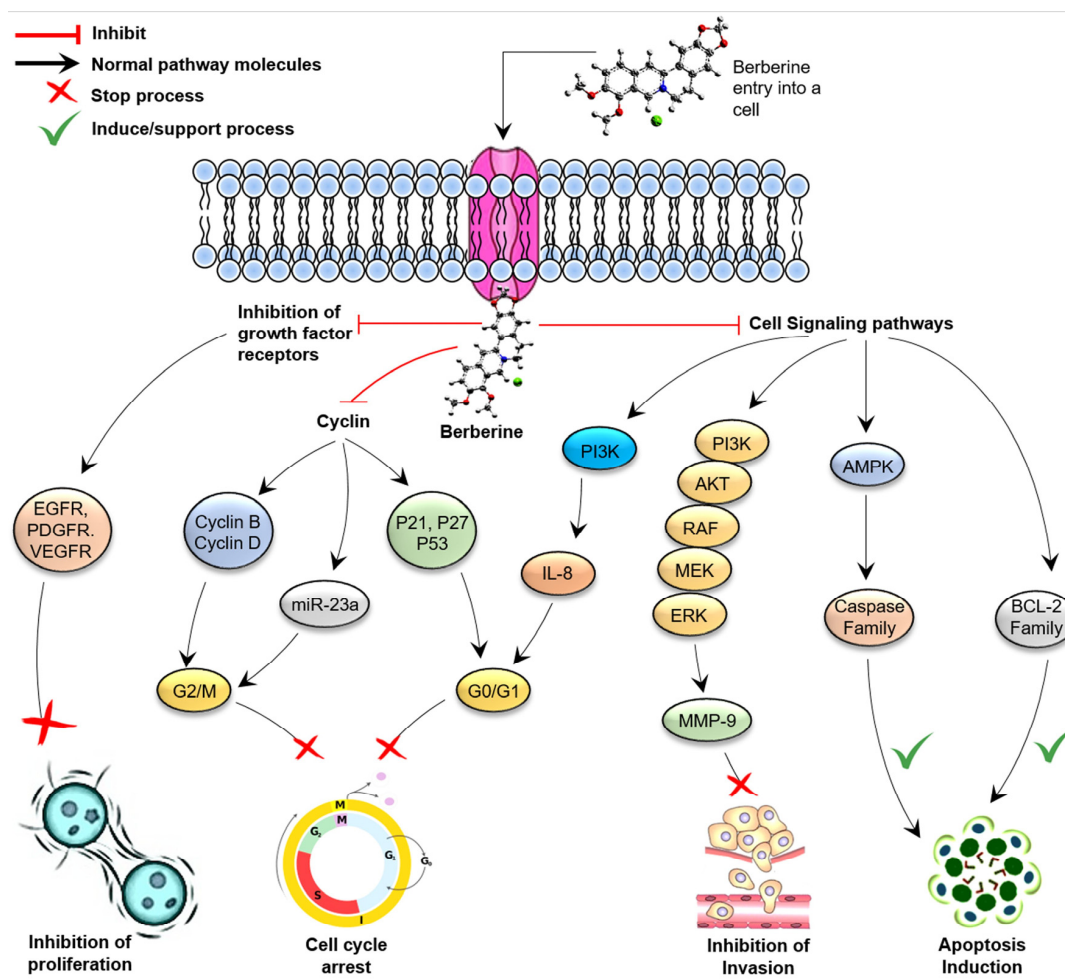 Inhibit
Normal pathway molecules
Stop process
Induce/support process
Berberine
entry into a
cell
Inhibition of
growth factor
receptors
Cell Signaling pathways
Cyclin
Berberine
PI3K
PI3K
AKT
RAF
MEK
ERK
AMPK
EGFR,
PDGFR.
VEGFR
Cyclin B
Cyclin D
P21, P27
P53
miR-23a
IL-8
Caspase
Family
BCL-2
Family
G2/M
G0/G1
MMP-9
M
M
G2
G1
G0
S
I
Inhibition of
proliferation
Cell cycle
arrest
Inhibition of
Invasion
Apoptosis
Induction